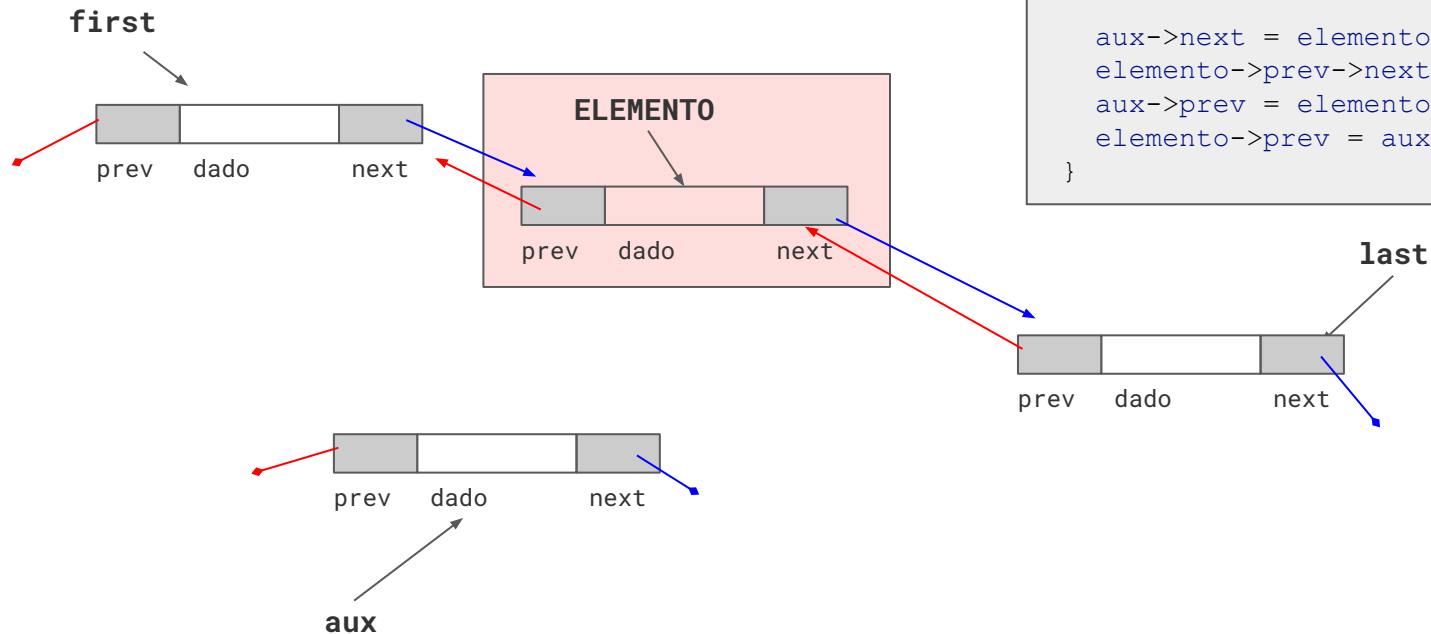 first
aux->next = elemento
elemento->prev->next
aux->prev = elemento
elemento->prev = aux
}
ELEMENTO
prev dado next
prev dado next
last
prev dado next
prev dado next
aux